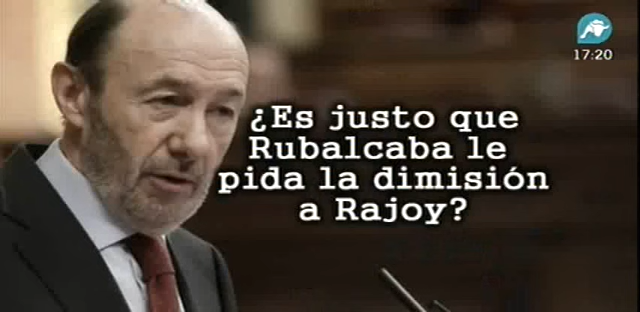 17:20
¿Es justo que
Rubalcaba le
pida la dimisión
a Rajoy?